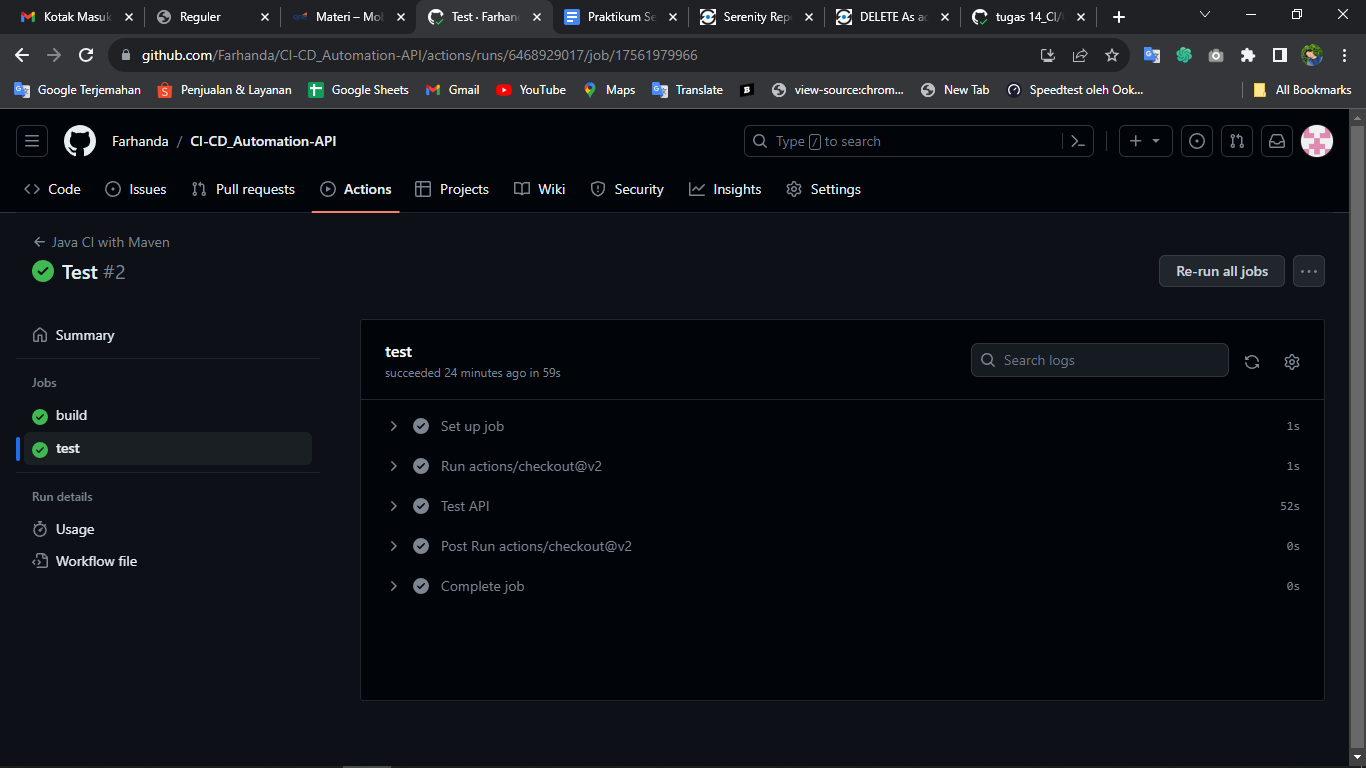 Kotak Masuk
Reguler
Materi – Mol
Test · Farhand
Praktikum Se
Serenity Repo
DELETE As ad
tugas 14_CI/
github.com/Farhanda/CI-CD_Automation-API/actions/runs/6468929017/job/17561979966
Google Terjemahan
Penjualan & Layanan
Google Sheets
Gmail
YouTube
Maps
Translate
view-source:chrom...
New Tab
Speedtest oleh Ook...
All Bookmarks
Farhanda / CI-CD_Automation-API
Type / to search
Code
Issues
Pull requests
Actions
Projects
Wiki
Security
Insights
Settings
Java CI with Maven
Test #2
Re-run all jobs
Summary
Jobs
build
test
Run details
Usage
Workflow file
test
succeeded 24 minutes ago in 59s
Search logs
Set up job 1s
Run actions/checkout@v2 1s
Test API 52s
Post Run actions/checkout@v2 0s
Complete job 0s